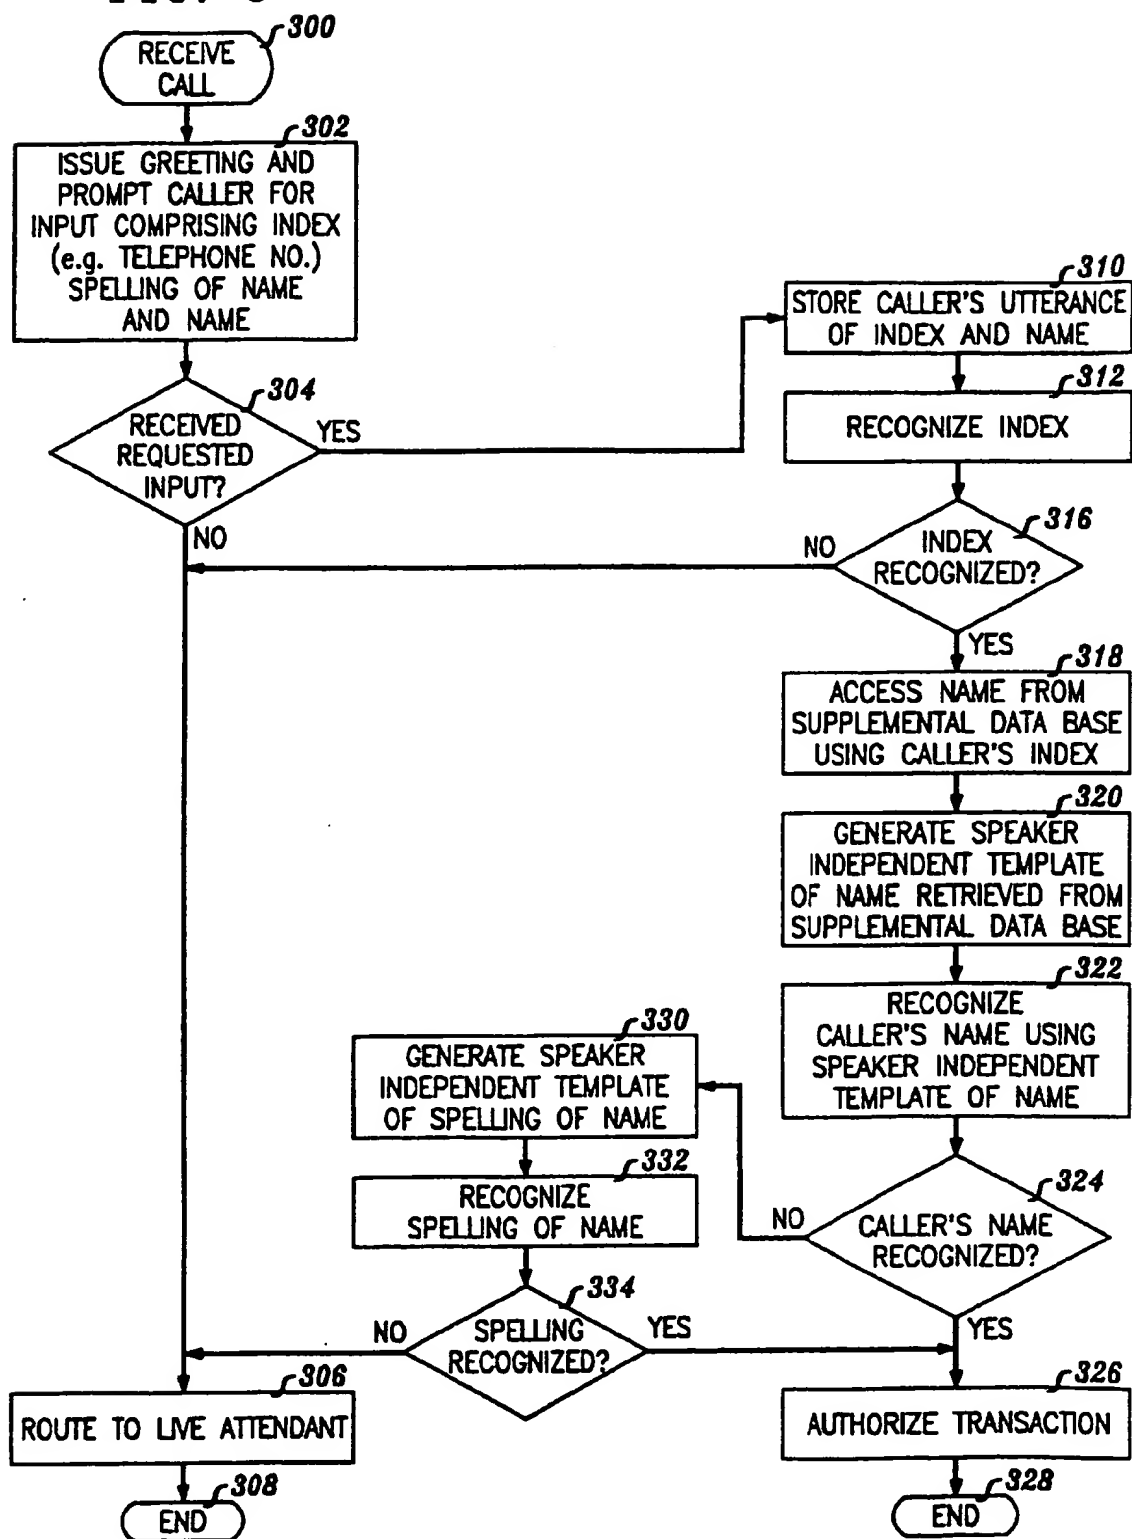 300
RECEIVE
CALL
302
ISSUE GREETING AND
PROMPT CALLER FOR
INPUT COMPRISING INDEX
(e.g. TELEPHONE NO.)
SPELLING OF NAME
AND NAME
304
RECEIVED
REQUESTED
INPUT?
YES
NO
310
STORE CALLER'S UTTERANCE
OF INDEX AND NAME
312
RECOGNIZE INDEX
316
INDEX
RECOGNIZED?
NO
YES
318
ACCESS NAME FROM
SUPPLEMENTAL DATA BASE
USING CALLER'S INDEX
320
GENERATE SPEAKER
INDEPENDENT TEMPLATE
OF NAME RETRIEVED FROM
SUPPLEMENTAL DATA BASE
322
RECOGNIZE
CALLER'S NAME USING
SPEAKER INDEPENDENT
TEMPLATE OF NAME
324
CALLER'S NAME
RECOGNIZED?
NO
YES
330
GENERATE SPEAKER
INDEPENDENT TEMPLATE
OF SPELLING OF NAME
332
RECOGNIZE
SPELLING OF NAME
334
SPELLING
RECOGNIZED?
NO
YES
306
ROUTE TO LIVE ATTENDANT
308
END
326
AUTHORIZE TRANSACTION
328
END